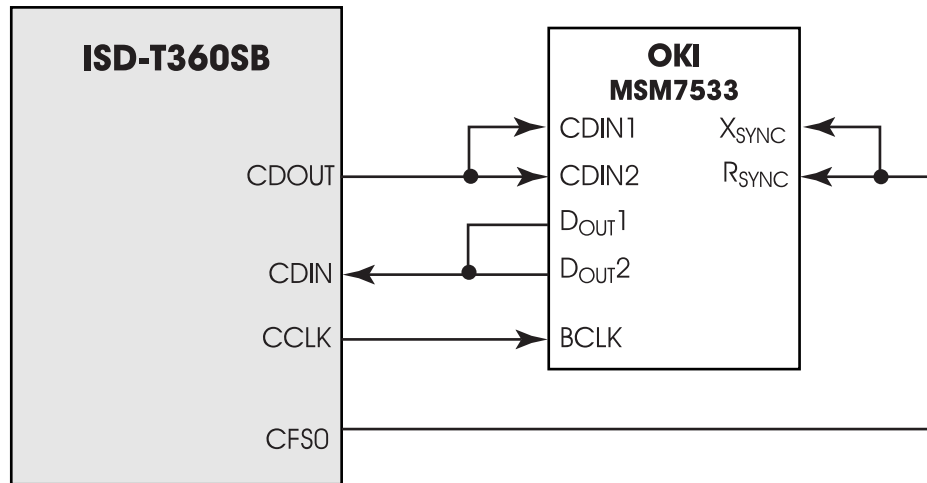 ISD-T360SB
OKI
MSM7533
CDIN1
XSYNC
CDOUT
CDIN2
RSYNC
DOUT1
CDIN
DOUT2
CCLK
BCLK
CFS0